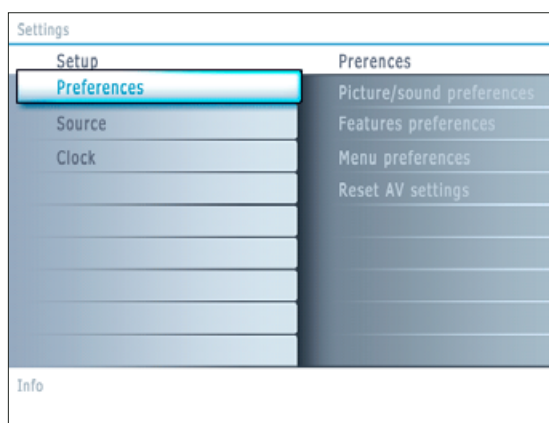 Settings
Setup
Preferences
Source
Clock
Prerences
Picture/sound preferences
Features preferences
Menu preferences
Reset AV settings
Info